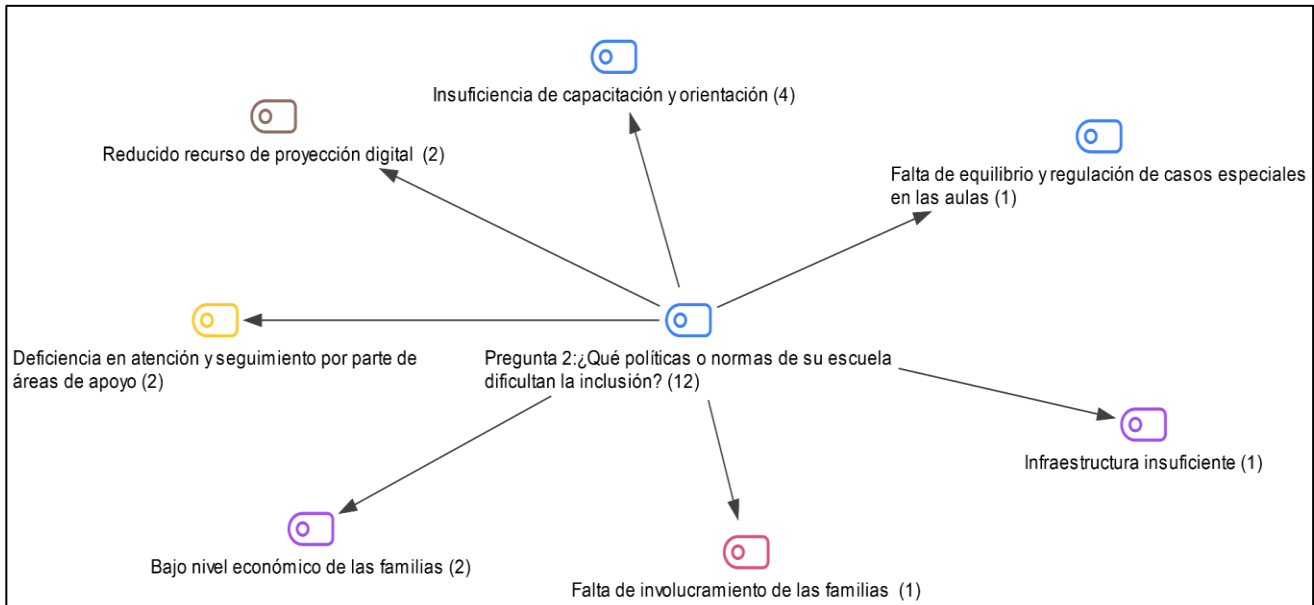 Insuficiencia de capacitación y orientación (4)
Reducido recurso de proyección digital (2)
Falta de equilibrio y regulación de casos especiales
en las aulas (1)
Deficiencia en atención y seguimiento por parte de
áreas de apoyo (2)
Pregunta 2:¿Qué políticas o normas de su escuela
dificultan la inclusión? (12)
Infraestructura insuficiente (1)
Bajo nivel económico de las familias (2)
Falta de involucramiento de las familias (1)